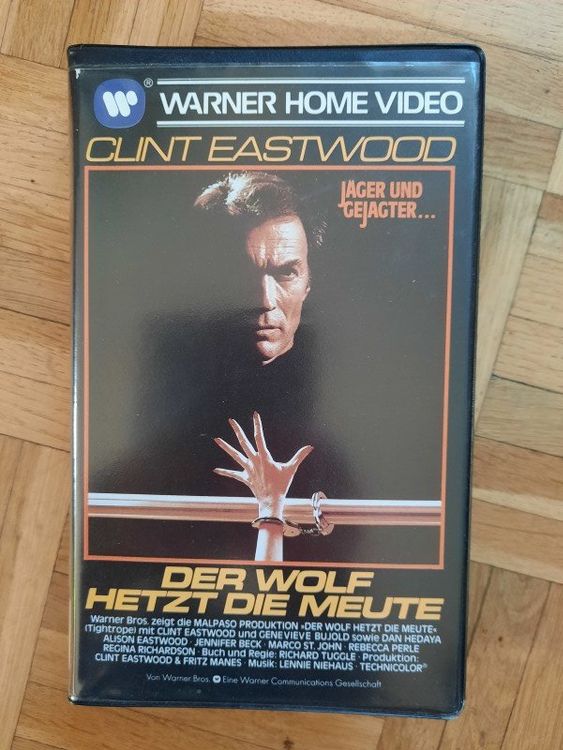 ® WARNER HOME VIDEO
CLINT EASTWOOD
JÄGER UND
GEJAGTER...
DER WOLF
HETZT DIE MEUTE
Warner Bros. zeigt die MALPASO PRODUKTION »DER WOLF HETZT DIE MEUTE«
(Tightrope) mit CLINT EASTWOOD und GENEVIEVE BUJOLD sowie DAN HEDAYA
ALISON EASTWOOD · JENNIFER BECK · MARCO ST. JOHN · REBECCA PERLE
REGINA RICHARDSON · Buch und Regie: RICHARD TUGGLE · Produktion:
CLINT EASTWOOD & FRITZ MANES · Musik: LENNIE NIEHAUS · TECHNICOLOR®
Von Warner Bros. Eine Warner Communications Gesellschaft